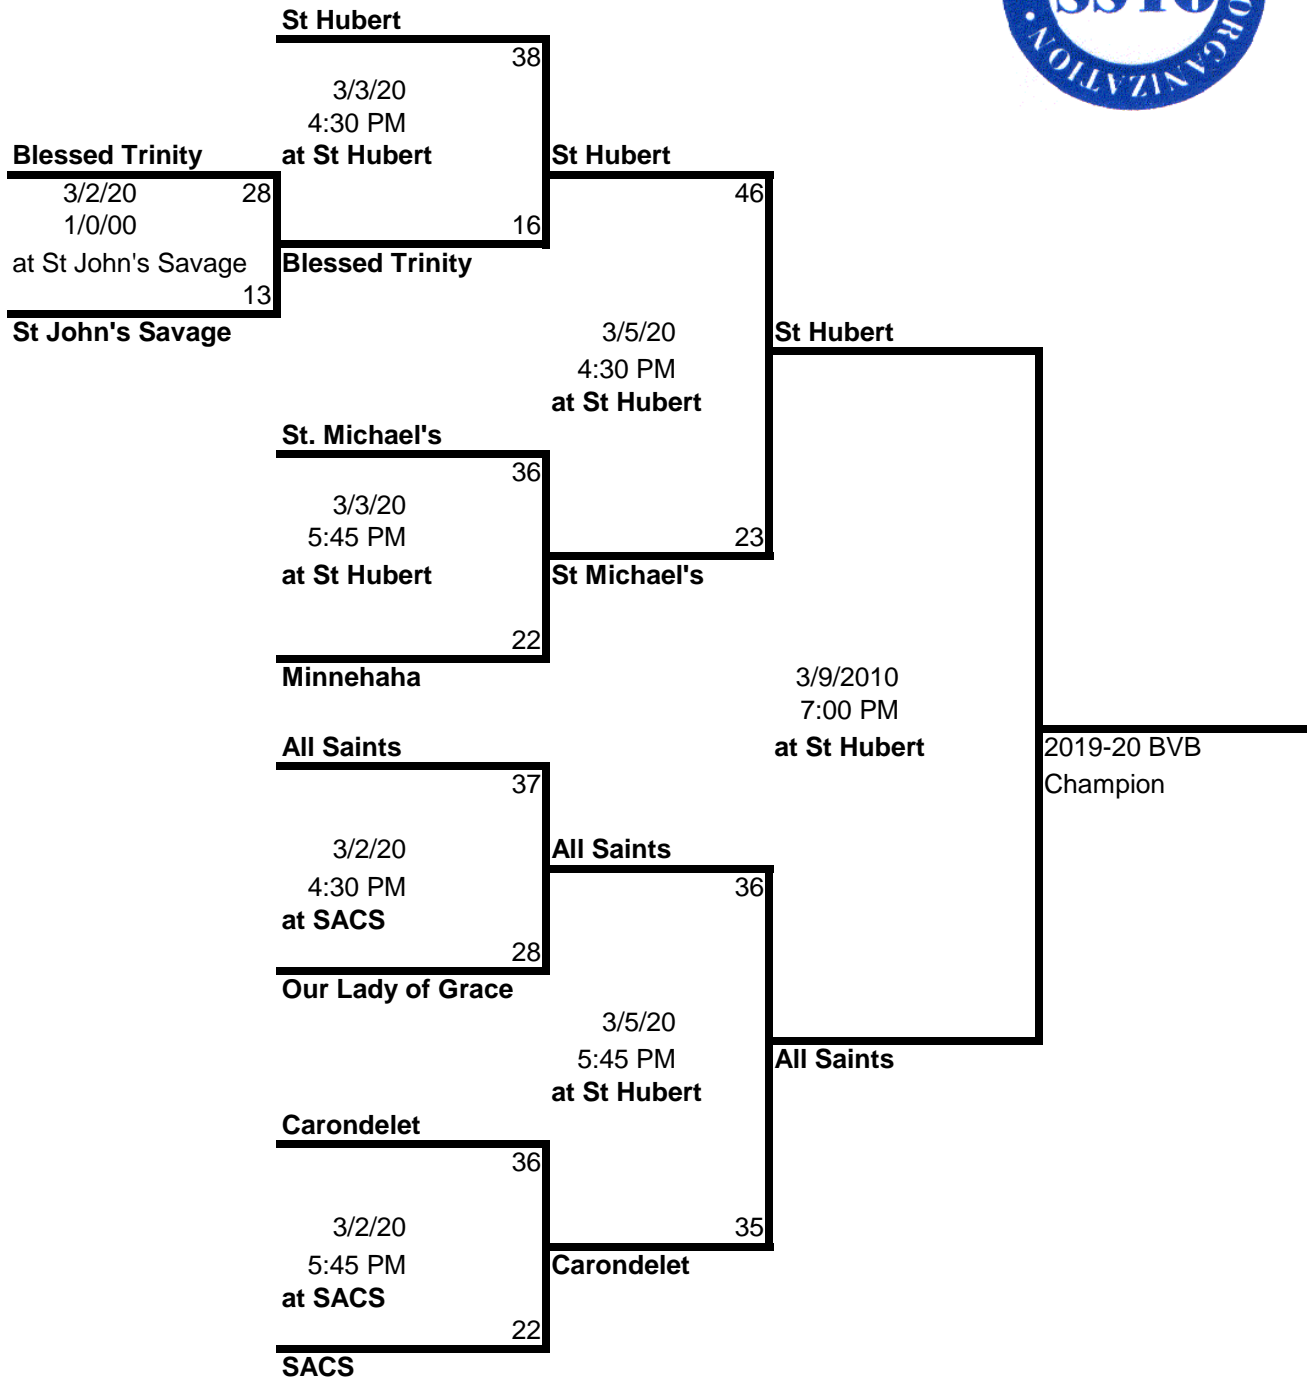 SSYO
ORGANIZATION
St Hubert
38
3/3/20
4:30 PM
at St Hubert
Blessed Trinity
St Hubert
3/2/20
28
46
1/0/00
16
at St John's Savage
Blessed Trinity
13
St John's Savage
3/5/20
St Hubert
4:30 PM
at St Hubert
St. Michael's
36
3/3/20
5:45 PM
23
at St Hubert
St Michael's
22
Minnehaha
3/9/2010
7:00 PM
All Saints
at St Hubert
2019-20 BVB
Champion
37
3/2/20
All Saints
4:30 PM
36
at SACS
28
Our Lady of Grace
3/5/20
5:45 PM
All Saints
at St Hubert
Carondelet
36
3/2/20
35
5:45 PM
Carondelet
at SACS
22
SACS